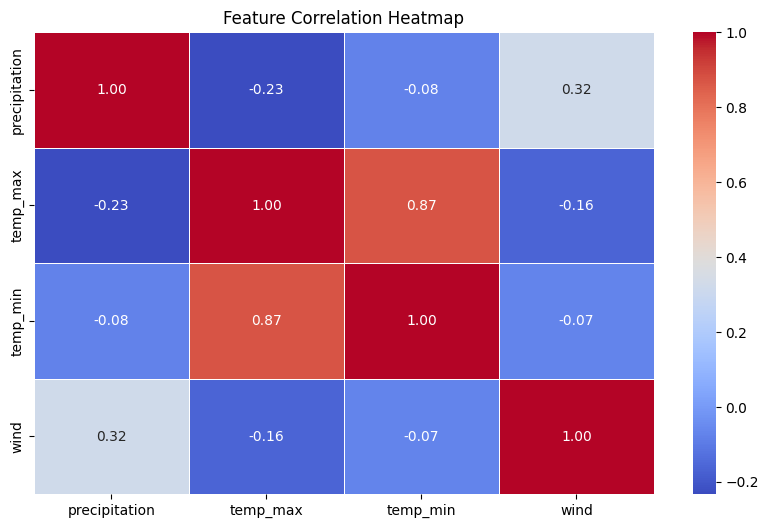 Feature Correlation Heatmap
precipitation 1.00 -0.23 -0.08 0.32
temp_max -0.23 1.00 0.87 -0.16
temp_min -0.08 0.87 1.00 -0.07
wind 0.32 -0.16 -0.07 1.00
precipitation temp_max temp_min wind
1.0
0.8
0.6
0.4
0.2
0.0
−0.2